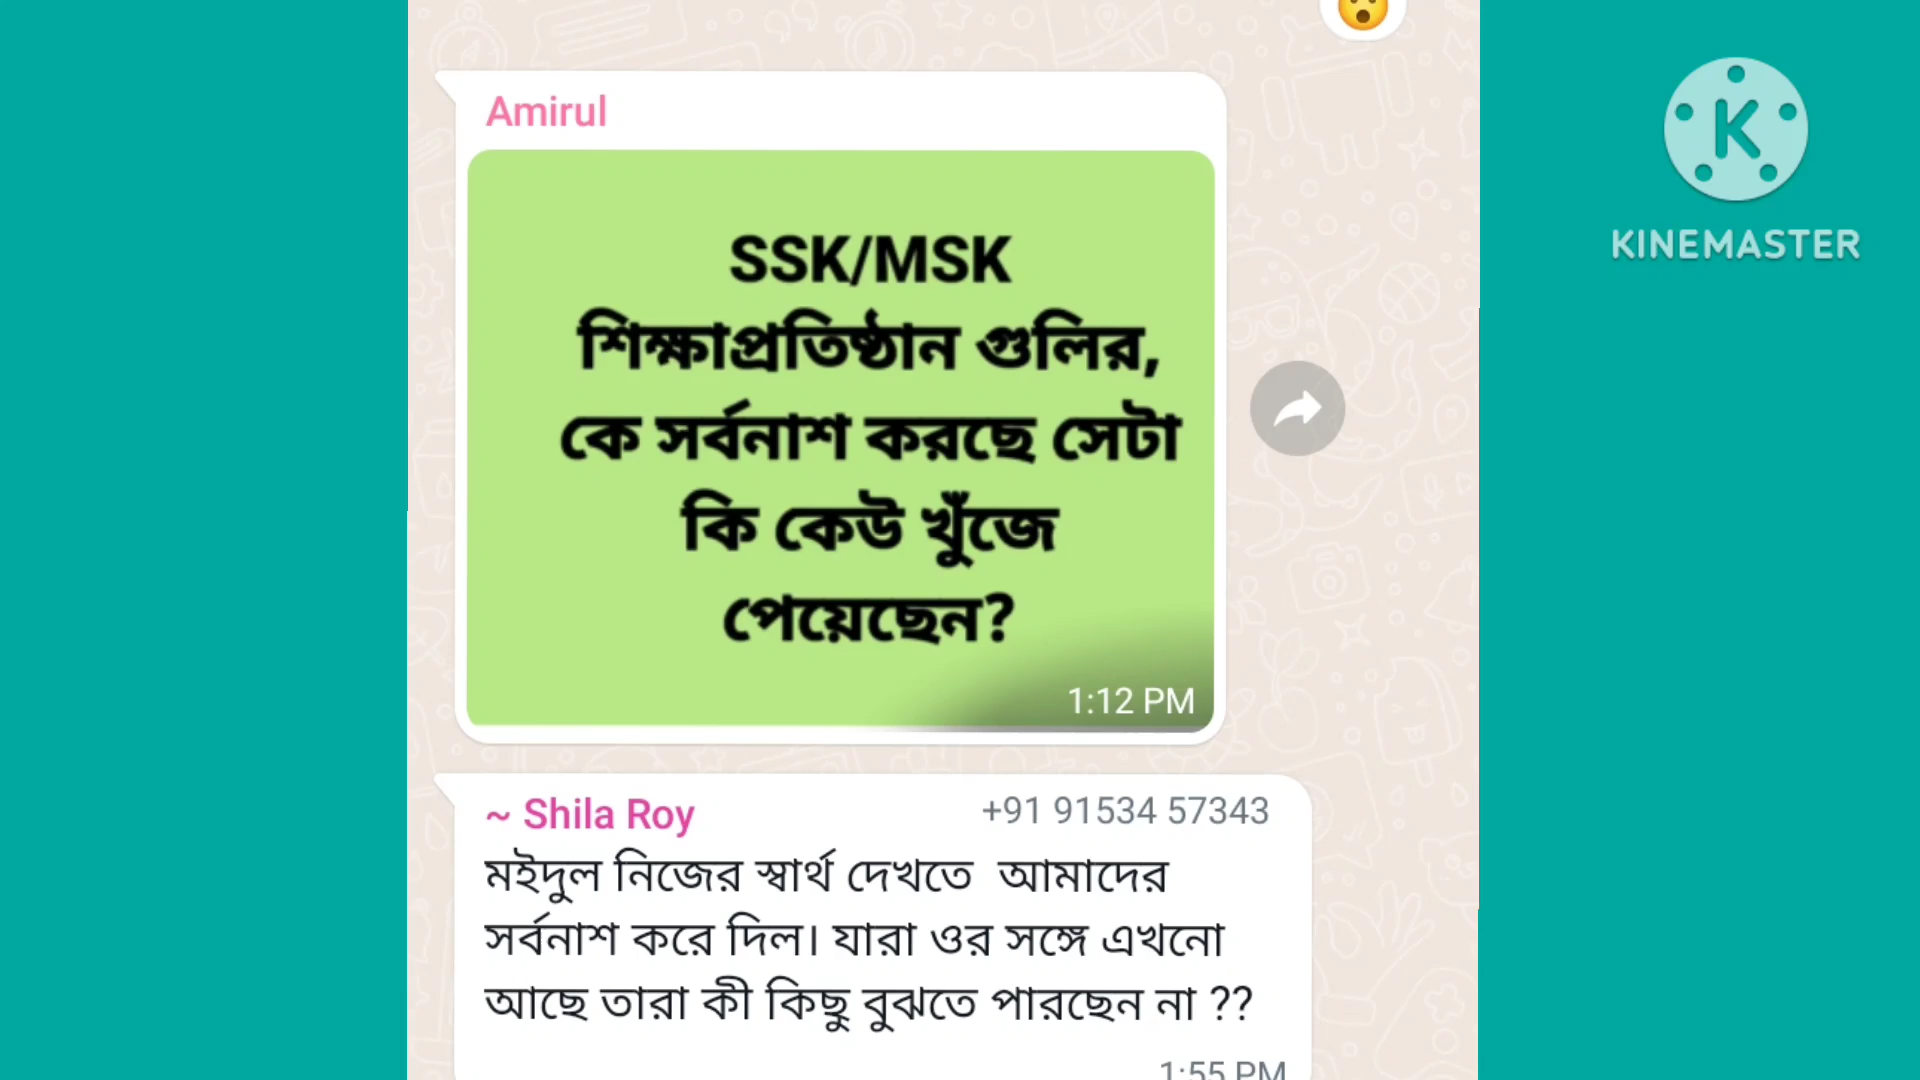 Amirul
KINEMASTER
SSK/MSK
শিক্ষাপ্রতিষ্ঠান গুলির,
কে সর্বনাশ করছে সেটা
কি কেউ খুঁজে
পেয়েছেন?
1:12 PM
~ Shila Roy +91 91534 57343
মইদুল নিজের স্বার্থ দেখতে আমাদের
সর্বনাশ করে দিল। যারা ওর সঙ্গে এখনো
আছে তারা কী কিছু বুঝতে পারছেন না ??
1:55 PM